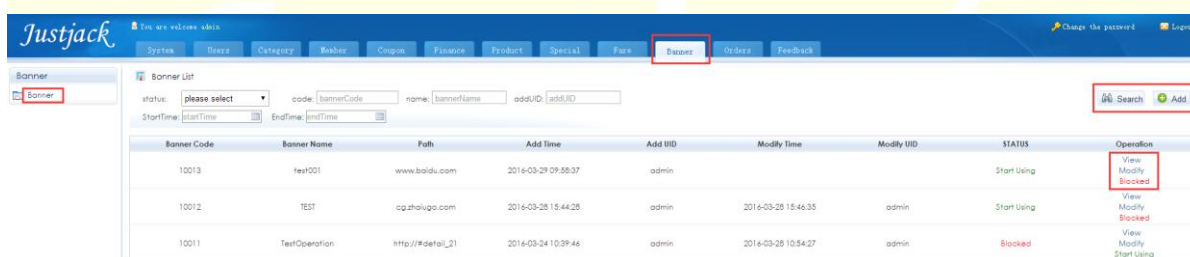 Justjack
You are welcome admin
Change the password
System Users Category Member Coupon Finance Product Special Fare Banner Orders Feedback
Banner
Banner
Banner List
status: please select code: bannerCode name: bannerName addUID: addUID
Search Add
StartTime: startTime EndTime: endTime
Banner Code Banner Name Path Add Time Add UID Modify Time Modify UID STATUS Operation
10013 test001 www.baidu.com 2016-03-29 09:58:37 admin Start Using View
Modify
Blocked
10012 TEST cg.zhaiuga.com 2016-03-28 15:44:28 admin 2016-03-28 15:46:35 admin Start Using View
Modify
Blocked
10011 TestOperation http://#detail_21 2016-03-24 10:39:46 admin 2016-03-28 10:54:27 admin Blocked View
Modify
Start Using